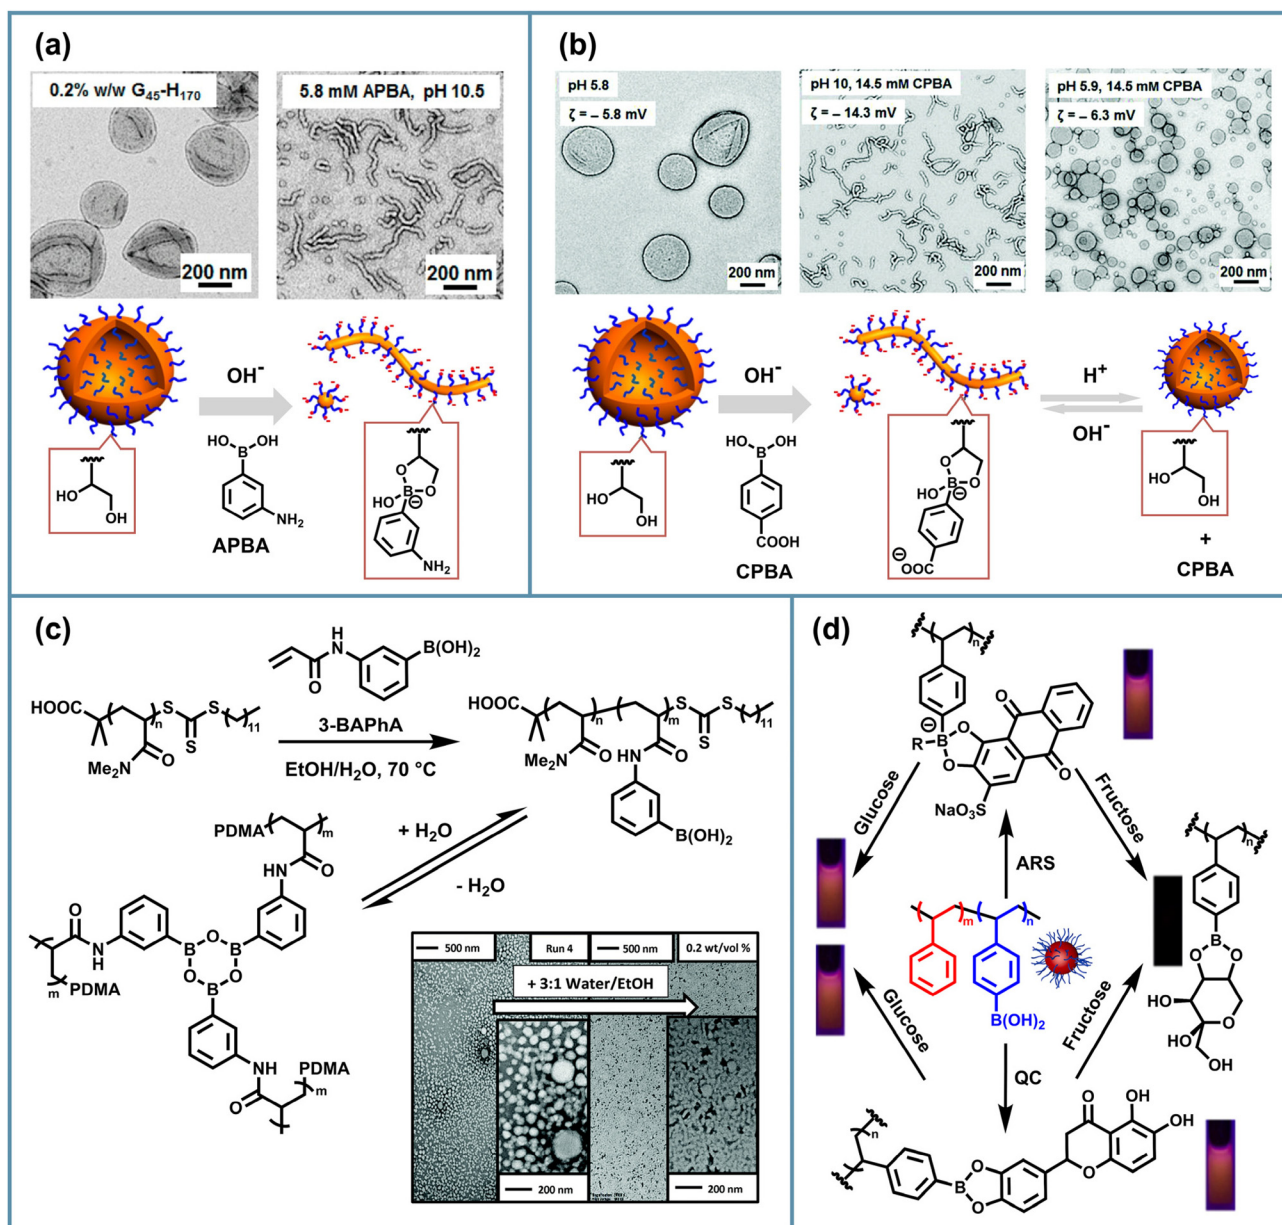 (a)
0.2% w/w G45-H170
5.8 mM APBA, pH 10.5
200 nm
200 nm
OH-
HO
OH
B
NH2
APBA
HO
OH
O
B
O
HO
⊖
NH2
(b)
pH 5.8
ζ = – 5.8 mV
pH 10, 14.5 mM CPBA
ζ = – 14.3 mV
pH 5.9, 14.5 mM CPBA
ζ = – 6.3 mV
200 nm
200 nm
200 nm
OH-
H+
OH-
HO
OH
B
COOH
CPBA
HO
OH
O
B
O
HO
⊖
⊖
OOC
HO
OH
+
CPBA
(c)
H
N
O
B(OH)2
3-BAPhA
EtOH/H2O, 70 °C
HOOC
n
S
S
S
11
O
Me2N
HOOC
n
m
S
S
S
11
O
O
Me2N
HN
B(OH)2
+ H2O
- H2O
PDMA
m
O
HN
O
H
N
B
O
B
O
O
B
m
PDMA
NH
O
PDMA
m
500 nm
Run 4
500 nm
0.2 wt/vol %
+ 3:1 Water/EtOH
200 nm
200 nm
(d)
n
⊖
R
B
O
O
O
O
NaO3S
Glucose
Fructose
ARS
m
n
B(OH)2
n
B
O
O
HO
HO
O
HO
OH
Glucose
Fructose
QC
n
B
O
O
O
O
OH
OH